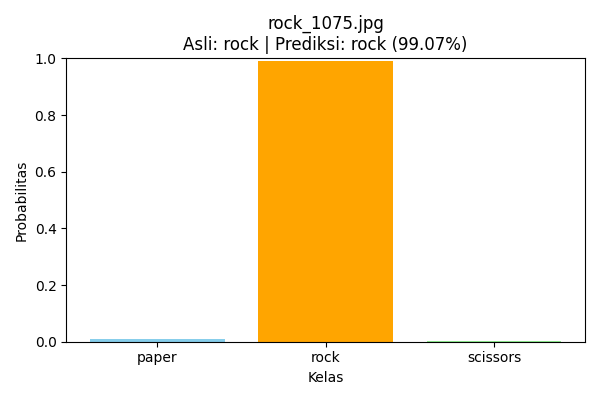 rock_1075.jpg
Asli: rock | Prediksi: rock (99.07%)
1.0
0.8
0.6
0.4
0.2
0.0
Probabilitas
paper rock scissors
Kelas